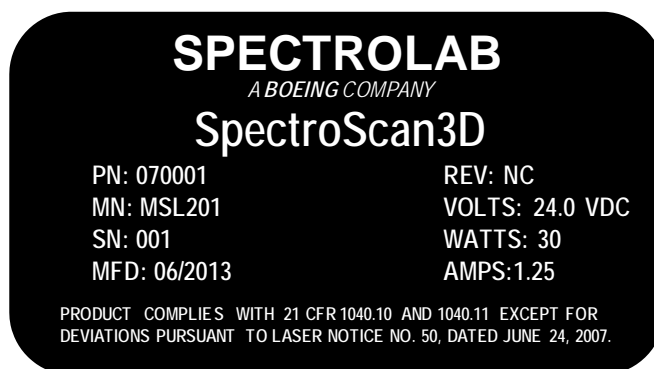 SPECTROLAB
A BOEING COMPANY
SpectroScan3D
PN: 070001 REV: NC
MN: MSL201 VOLTS: 24.0 VDC
SN: 001 WATTS: 30
MFD: 06/2013 AMPS:1.25
PRODUCT COMPLIES WITH 21 CFR 1040.10 AND 1040.11 EXCEPT FOR
DEVIATIONS PURSUANT TO LASER NOTICE NO. 50, DATED JUNE 24, 2007.